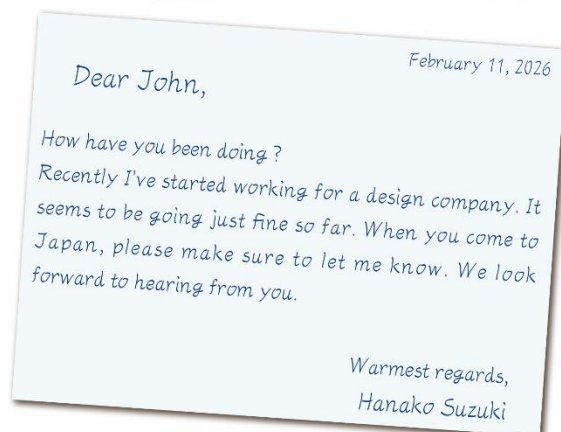 February 11, 2026
Dear John,
How have you been doing ?
Recently I've started working for a design company. It
seems to be going just fine so far. When you come to
Japan, please make sure to let me know. We look
forward to hearing from you.
Warmest regards,
Hanako Suzuki